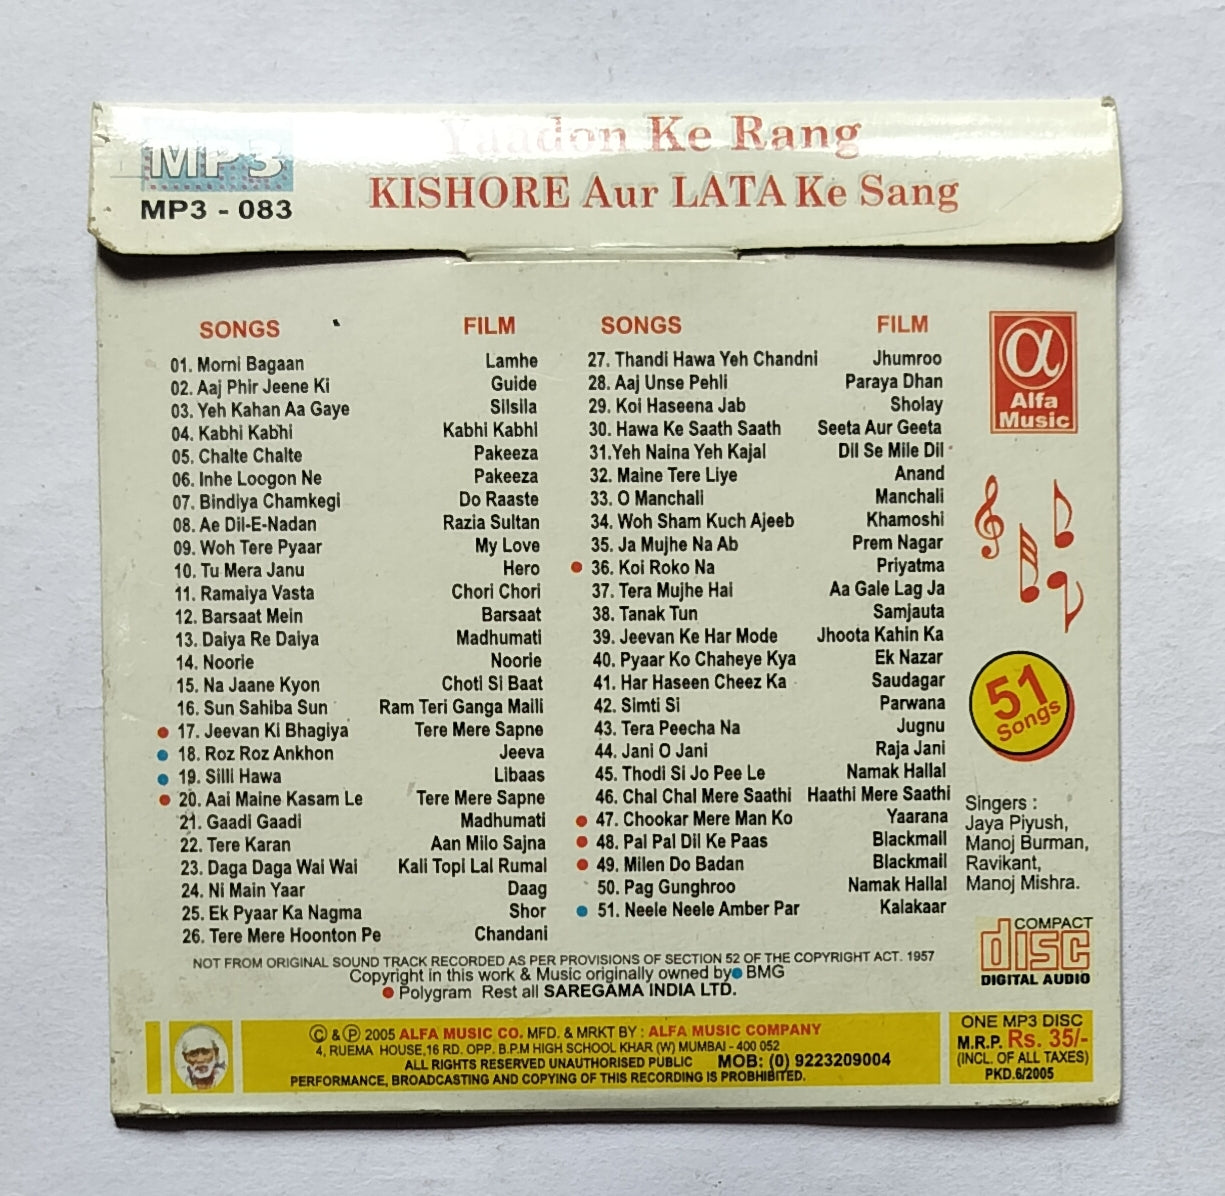 MP3
MP3 - 083
Yaadon Ke Rang
KISHORE Aur LATA Ke Sang
SONGS FILM
01. Morni Bagaan Lamhe
02. Aaj Phir Jeene Ki Guide
03. Yeh Kahan Aa Gaye Silsila
04. Kabhi Kabhi Kabhi Kabhi
05. Chalte Chalte Pakeeza
06. Inhe Loogon Ne Pakeeza
07. Bindiya Chamkegi Do Raaste
08. Ae Dil-E-Nadan Razia Sultan
09. Woh Tere Pyaar My Love
10. Tu Mera Janu Hero
11. Ramaiya Vasta Chori Chori
12. Barsaat Mein Barsaat
13. Daiya Re Daiya Madhumati
14. Noorie Noorie
15. Na Jaane Kyon Choti Si Baat
16. Sun Sahiba Sun Ram Teri Ganga Maili
17. Jeevan Ki Bhagiya Tere Mere Sapne
18. Roz Roz Ankhon Jeeva
19. Silli Hawa Libaas
20. Aai Maine Kasam Le Tere Mere Sapne
21. Gaadi Gaadi Madhumati
22. Tere Karan Aan Milo Sajna
23. Daga Daga Wai Wai Kali Topi Lal Rumal
24. Ni Main Yaar Daag
25. Ek Pyaar Ka Nagma Shor
26. Tere Mere Hoonton Pe Chandani
SONGS FILM
27. Thandi Hawa Yeh Chandni Jhumroo
28. Aaj Unse Pehli Paraya Dhan
29. Koi Haseena Jab Sholay
30. Hawa Ke Saath Saath Seeta Aur Geeta
31.Yeh Naina Yeh Kajal Dil Se Mile Dil
32. Maine Tere Liye Anand
33. O Manchali Manchali
34. Woh Sham Kuch Ajeeb Khamoshi
35. Ja Mujhe Na Ab Prem Nagar
36. Koi Roko Na Priyatma
37. Tera Mujhe Hai Aa Gale Lag Ja
38. Tanak Tun Samjauta
39. Jeevan Ke Har Mode Jhoota Kahin Ka
40. Pyaar Ko Chaheye Kya Ek Nazar
41. Har Haseen Cheez Ka Saudagar
42. Simti Si Parwana
43. Tera Peecha Na Jugnu
44. Jani O Jani Raja Jani
45. Thodi Si Jo Pee Le Namak Hallal
46. Chal Chal Mere Saathi Haathi Mere Saathi
47. Chookar Mere Man Ko Yaarana
48. Pal Pal Dil Ke Paas Blackmail
49. Milen Do Badan Blackmail
50. Pag Gunghroo Namak Hallal
51. Neele Neele Amber Par Kalakaar
α
Alfa
Music
51
Songs
Singers :
Jaya Piyush,
Manoj Burman,
Ravikant,
Manoj Mishra.
COMPACT
disc
DIGITAL AUDIO
NOT FROM ORIGINAL SOUND TRACK RECORDED AS PER PROVISIONS OF SECTION 52 OF THE COPYRIGHT ACT. 1957
Copyright in this work & Music originally owned by BMG
Polygram Rest all SAREGAMA INDIA LTD.
© & ℗ 2005 ALFA MUSIC CO. MFD. & MRKT BY : ALFA MUSIC COMPANY
4, RUEMA HOUSE,16 RD. OPP. B.P.M HIGH SCHOOL KHAR (W) MUMBAI - 400 052
ALL RIGHTS RESERVED UNAUTHORISED PUBLIC MOB: (0) 9223209004
PERFORMANCE, BROADCASTING AND COPYING OF THIS RECORDING IS PROBHIBITED.
ONE MP3 DISC
M.R.P. Rs. 35/-
(INCL. OF ALL TAXES)
PKD.6/2005